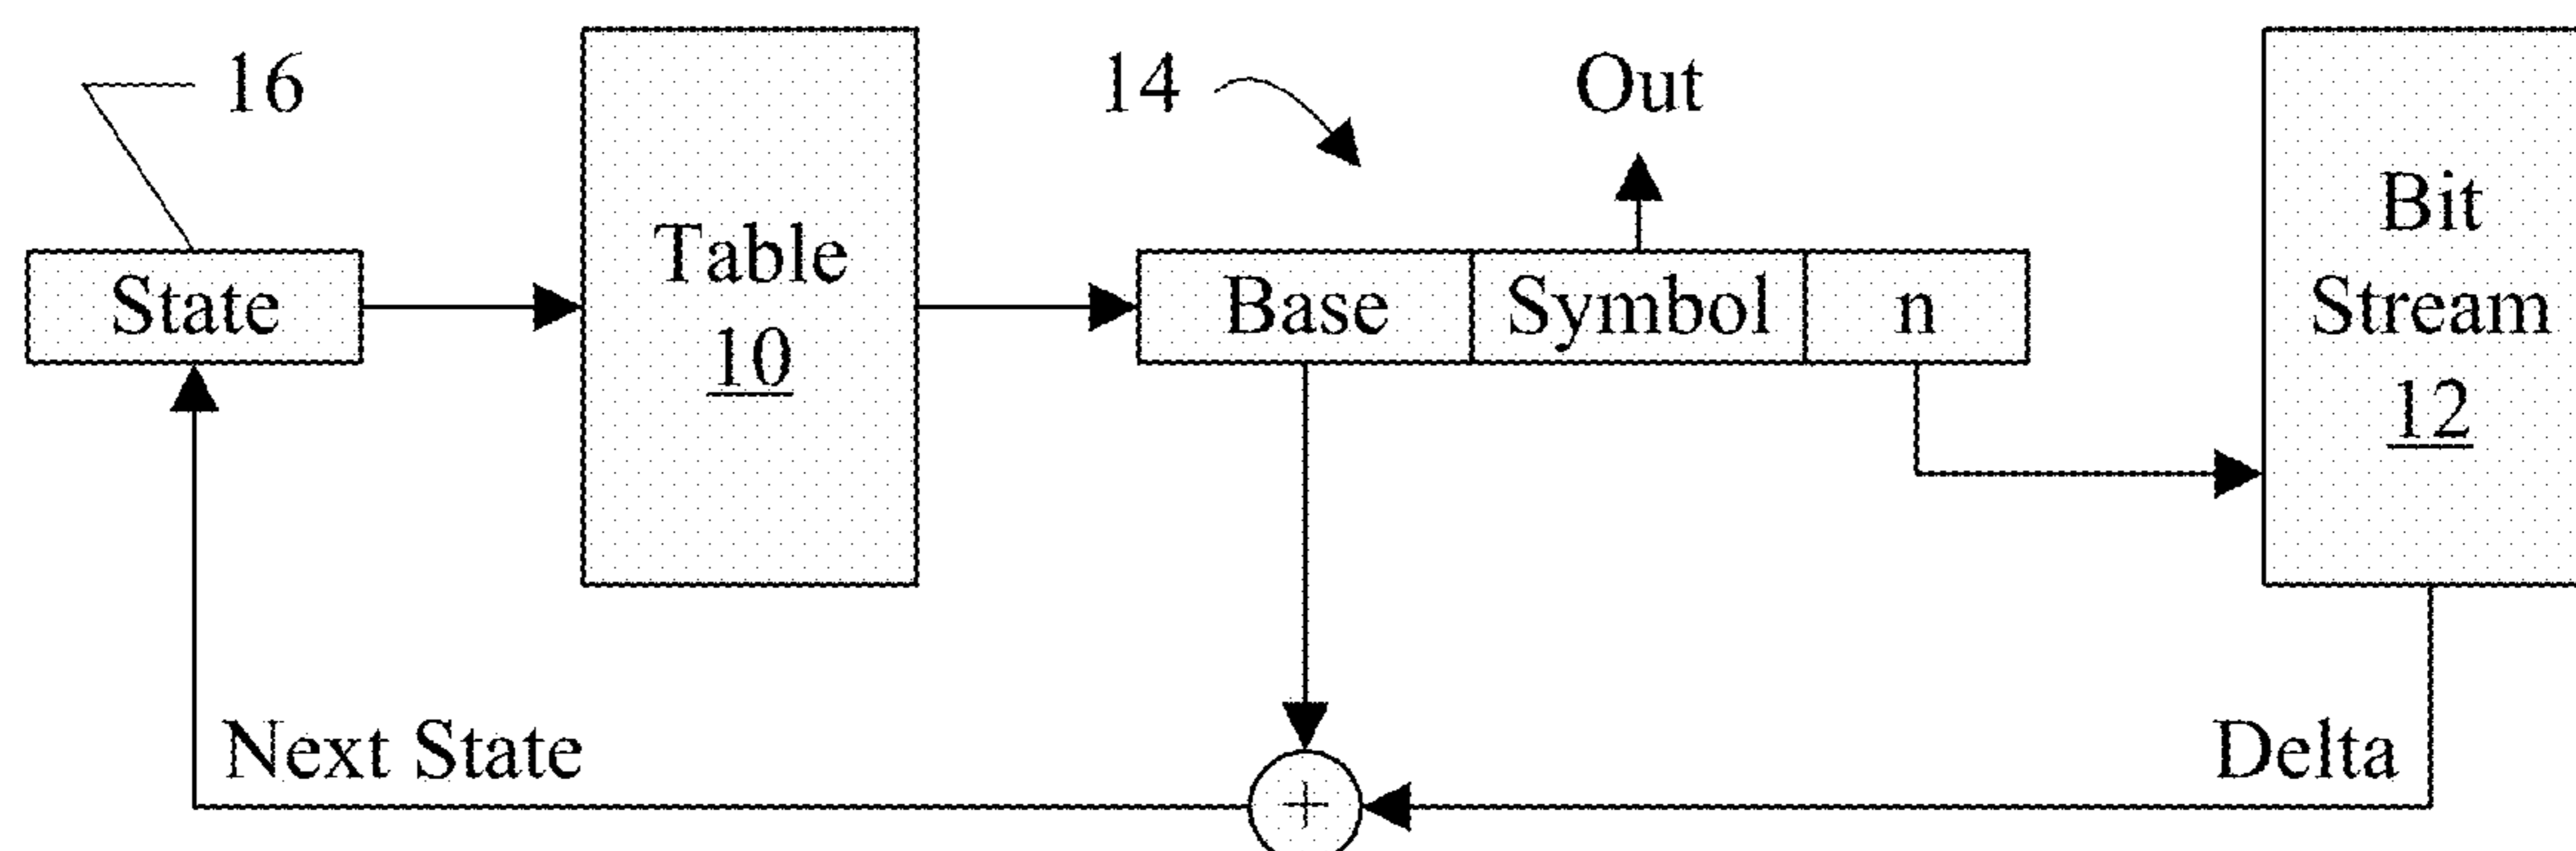 16
14
Out
State
Table
10
Base
Symbol
n
Bit
Stream
12
Next State
+
Delta